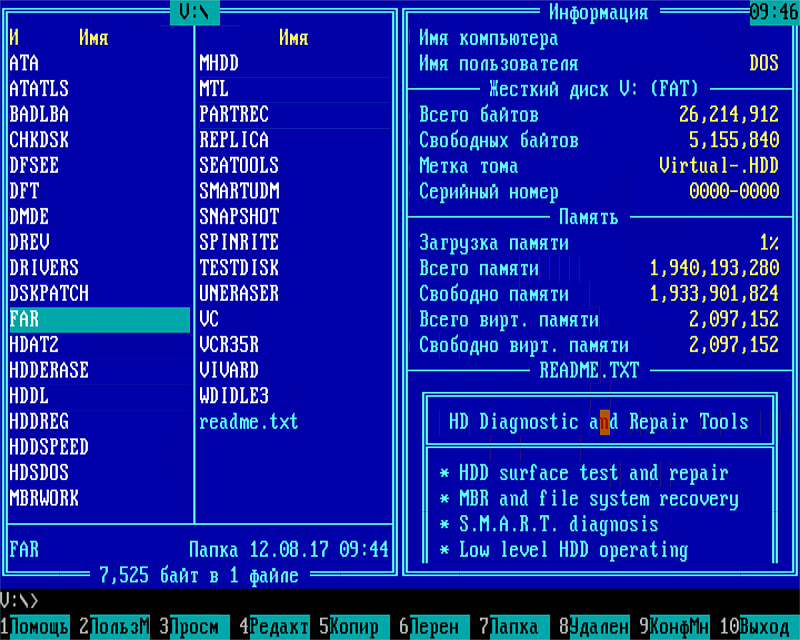 V:\
И Имя Имя
ATA
ATATLS
BADLBA
CHKDSK
DFSEE
DFT
DMDE
DREV
DRIVERS
DSKPATCH
FAR
HDAT2
HDDERASE
HDDL
HDDREG
HDDSPEED
HDSDOS
MBRWORK
MHDD
MTL
PARTREC
REPLICA
SEATOOLS
SMARTUDM
SNAPSHOT
SPINRITE
TESTDISK
UNERASER
VC
VCR35R
VIVARD
WDIDLE3
readme.txt
FAR Папка 12.08.17 09:44
7,525 байт в 1 файле
Информация
09:46
Имя компьютера
Имя пользователя DOS
Жесткий диск V: (FAT)
Всего байтов 26,214,912
Свободных байтов 5,155,840
Метка тома Virtual-.HDD
Серийный номер 0000-0000
Память
Загрузка памяти 1%
Всего памяти 1,940,193,280
Свободно памяти 1,933,901,824
Всего вирт. памяти 2,097,152
Свободно вирт. памяти 2,097,152
README.TXT
HD Diagnostic and Repair Tools
* HDD surface test and repair
* MBR and file system recovery
* S.M.A.R.T. diagnosis
* Low level HDD operating
V:\>
1Помощь 2ПользМ 3Просм 4Редакт 5Копир 6Перен 7Папка 8Удален 9КонфМн 10Выход